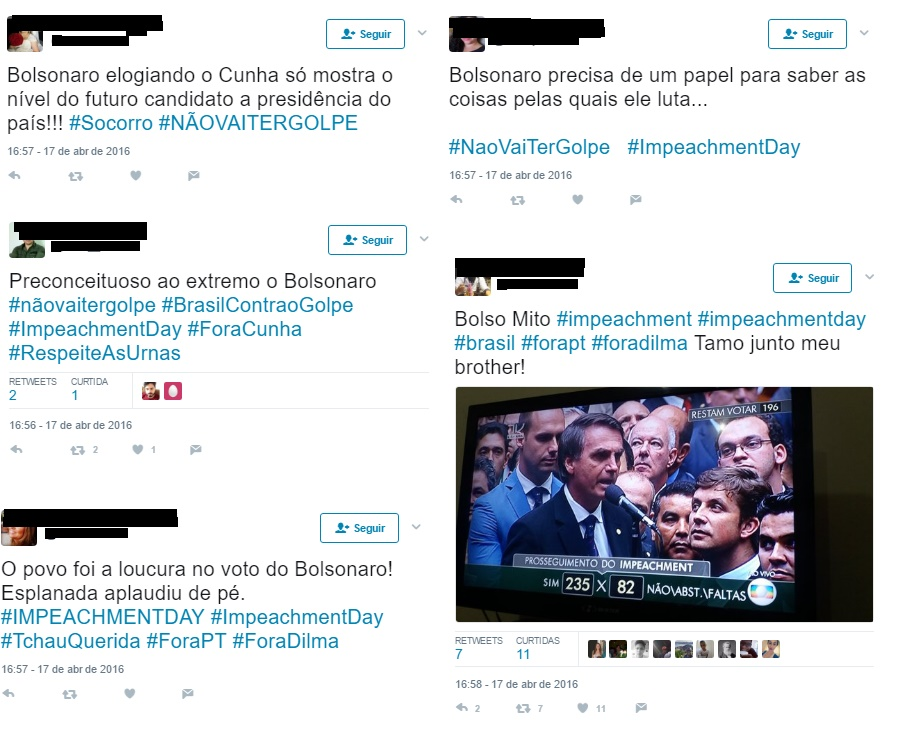 Seguir
Bolsonaro elogiando o Cunha só mostra o
nível do futuro candidato a presidência do
país!!! #Socorro #NÃOVAITERGOLPE
16:57 - 17 de abr de 2016
Seguir
Preconceituoso ao extremo o Bolsonaro
#nãovaitergolpe #BrasilContraoGolpe
#ImpeachmentDay #ForaCunha
#RespeiteAsUrnas
RETWEETS CURTIDA
2 1
16:56 - 17 de abr de 2016
2 1
Seguir
O povo foi a loucura no voto do Bolsonaro!
Esplanada aplaudiu de pé.
#IMPEACHMENTDAY #ImpeachmentDay
#TchauQuerida #ForaPT #ForaDilma
16:57 - 17 de abr de 2016
Seguir
Bolsonaro precisa de um papel para saber as
coisas pelas quais ele luta...
#NaoVaiTerGolpe #ImpeachmentDay
16:57 - 17 de abr de 2016
Seguir
Bolso Mito #impeachment #impeachmentday
#brasil #forapt #foradilma Tamo junto meu
brother!
RESTAM VOTAR 196
PROSSEGUIMENTO DO IMPEACHMENT
SIM 235 X 82 NÃO\ABST.\FALTAS
AO VIVO
RETWEETS CURTIDAS
7 11
16:58 - 17 de abr de 2016
2 7 11